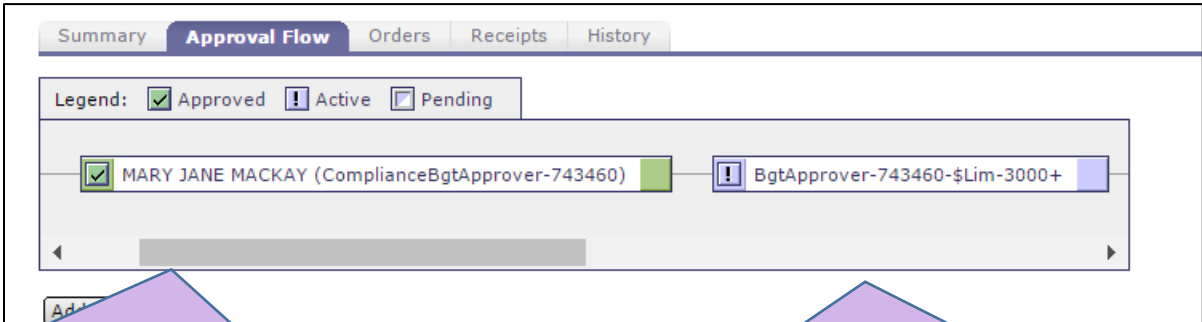 Summary Approval Flow Orders Receipts History
Legend: Approved ! Active Pending
MARY JANE MACKAY (ComplianceBgtApprover-743460) ! BgtApprover-743460-$Lim-3000+